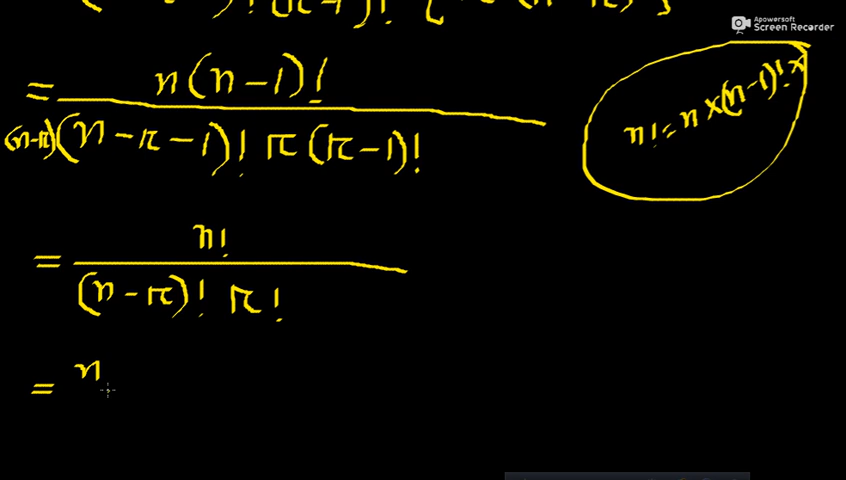 Apowersoft
Screen Recorder
= n(n-1)! / (n-r)(n-r-1)! r(r-1)!
n! = n×(n-1)!×
= n! / (n-r)! r!
= n